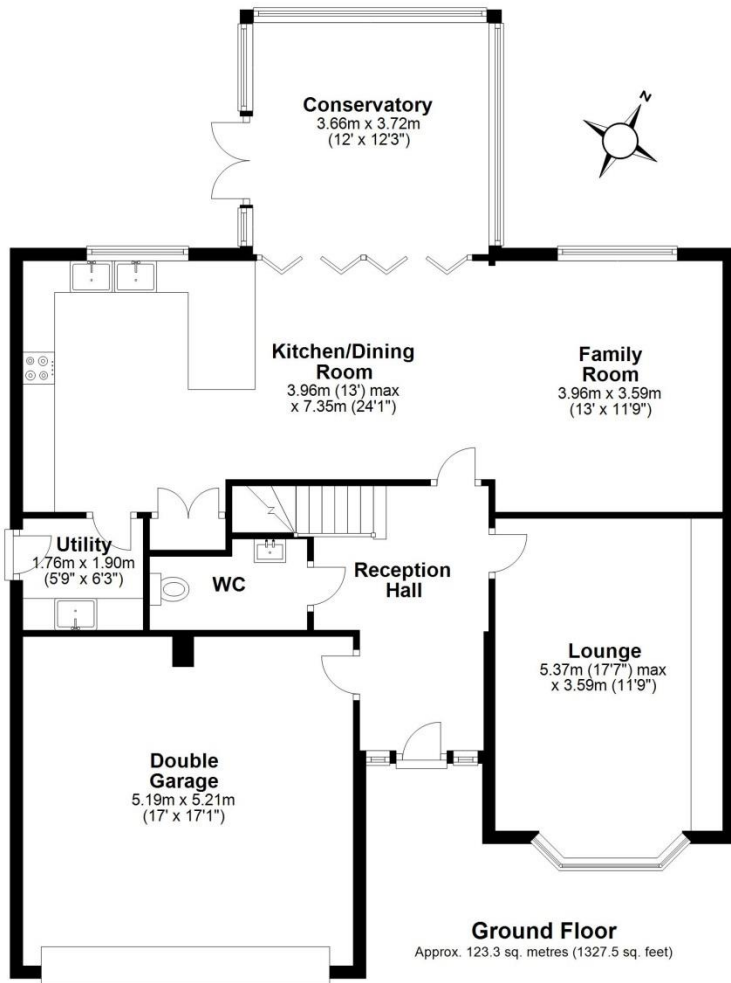 Conservatory
3.66m x 3.72m
(12' x 12'3")
N
Kitchen/Dining
Room
3.96m (13') max
x 7.35m (24'1")
Family
Room
3.96m x 3.59m
(13' x 11'9")
Utility
1.76m x 1.90m
(5'9" x 6'3")
WC
Reception
Hall
Lounge
5.37m (17'7") max
x 3.59m (11'9")
Double
Garage
5.19m x 5.21m
(17' x 17'1")
Ground Floor
Approx. 123.3 sq. metres (1327.5 sq. feet)